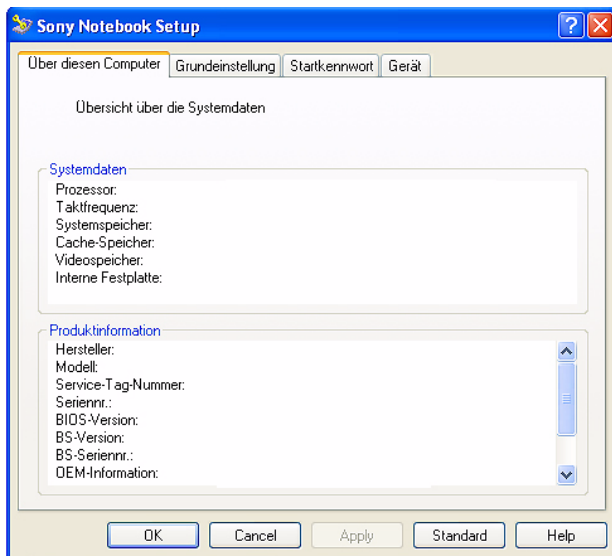 Sony Notebook Setup
Über diesen Computer Grundeinstellung Startkennwort Gerät
Übersicht über die Systemdaten
Systemdaten
Prozessor:
Taktfrequenz:
Systemspeicher:
Cache-Speicher:
Videospeicher:
Interne Festplatte:
Produktinformation
Hersteller:
Modell:
Service-Tag-Nummer:
Seriennr.:
BIOS-Version:
BS-Version:
BS-Seriennr.:
OEM-Information:
OK Cancel Apply Standard Help